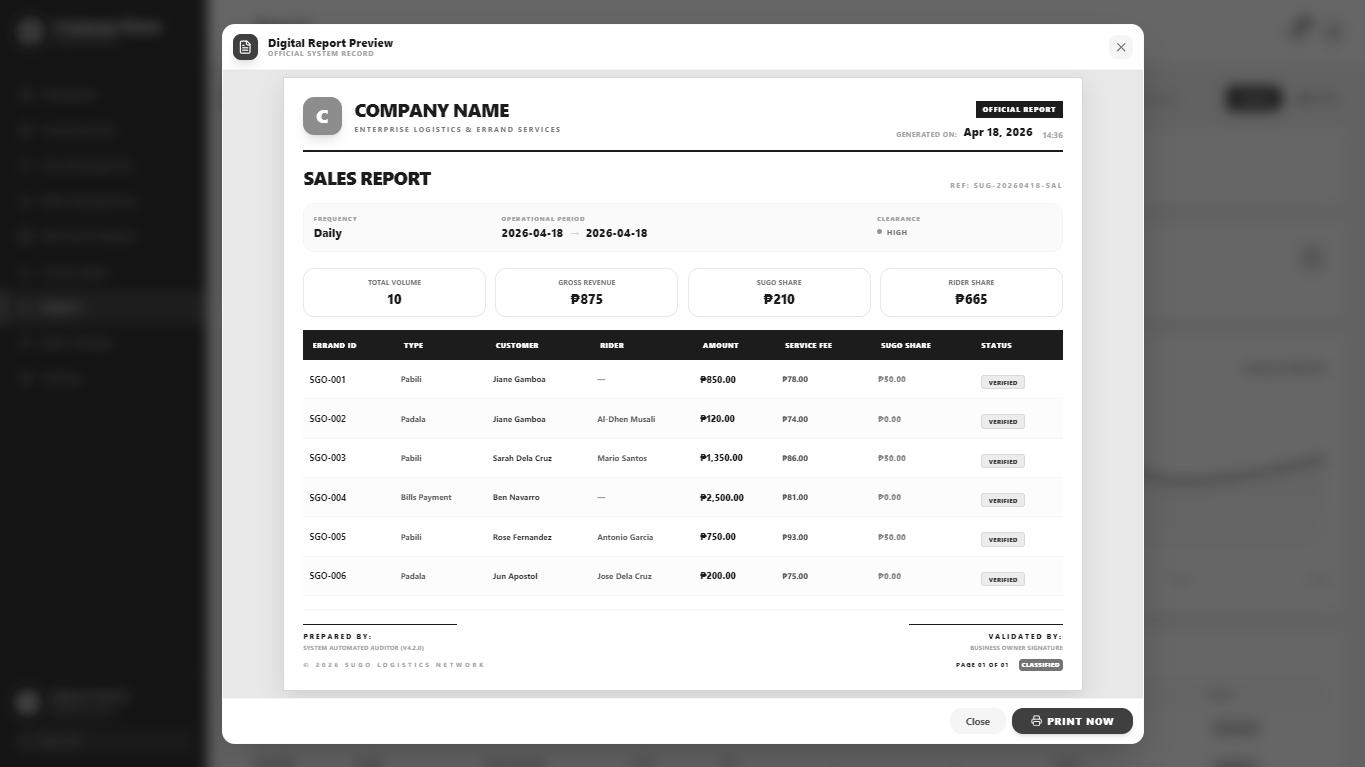 Digital Report Preview
OFFICIAL SYSTEM RECORD
C
COMPANY NAME
ENTERPRISE LOGISTICS & ERRAND SERVICES
OFFICIAL REPORT
GENERATED ON: Apr 18, 2026 14:36
SALES REPORT
REF: SUG-20260418-SAL
FREQUENCY OPERATIONAL PERIOD CLEARANCE
Daily 2026-04-18 → 2026-04-18 HIGH
TOTAL VOLUME GROSS REVENUE SUGO SHARE RIDER SHARE
10 ₱875 ₱210 ₱665
ERRAND ID TYPE CUSTOMER RIDER AMOUNT SERVICE FEE SUGO SHARE STATUS
SGO-001 Pabili Jiane Gamboa — ₱850.00 ₱78.00 ₱50.00 VERIFIED
SGO-002 Padala Jiane Gamboa Al-Dhen Musali ₱120.00 ₱74.00 ₱0.00 VERIFIED
SGO-003 Pabili Sarah Dela Cruz Mario Santos ₱1,350.00 ₱86.00 ₱50.00 VERIFIED
SGO-004 Bills Payment Ben Navarro — ₱2,500.00 ₱81.00 ₱0.00 VERIFIED
SGO-005 Pabili Rose Fernandez Antonio Garcia ₱750.00 ₱93.00 ₱50.00 VERIFIED
SGO-006 Padala Jun Apostol Jose Dela Cruz ₱200.00 ₱75.00 ₱0.00 VERIFIED
PREPARED BY: VALIDATED BY:
SYSTEM AUTOMATED AUDITOR (V4.2.0) BUSINESS OWNER SIGNATURE
© 2026 SUGO LOGISTICS NETWORK PAGE 01 OF 01 CLASSIFIED
Close PRINT NOW